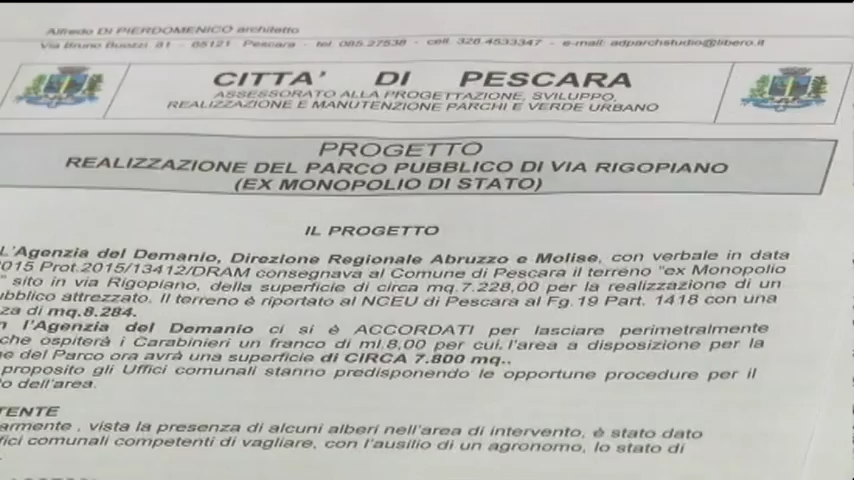 Alfredo DI PIERDOMENICO architetto
Via Bruno Buozzi 81 - 65121 Pescara - tel. 085.27538 - cell. 328.4533347 - e-mail: adparchstudio@libero.it
CITTA' DI PESCARA
ASSESSORATO ALLA PROGETTAZIONE, SVILUPPO,
REALIZZAZIONE E MANUTENZIONE PARCHI E VERDE URBANO
PROGETTO
REALIZZAZIONE DEL PARCO PUBBLICO DI VIA RIGOPIANO
(EX MONOPOLIO DI STATO)
IL PROGETTO
L'Agenzia del Demanio, Direzione Regionale Abruzzo e Molise, con verbale in data
2015 Prot.2015/13412/DRAM consegnava al Comune di Pescara il terreno "ex Monopolio
" sito in via Rigopiano, della superficie di circa mq.7.228,00 per la realizzazione di un
bblico attrezzato. Il terreno è riportato al NCEU di Pescara al Fg.19 Part. 1418 con una
za di mq.8.284.
n l'Agenzia del Demanio ci si è ACCORDATI per lasciare perimetralmente
che ospiterà i Carabinieri un franco di ml.8,00 per cui l'area a disposizione per la
e del Parco ora avrà una superficie di CIRCA 7.800 mq..
proposito gli Uffici comunali stanno predisponendo le opportune procedure per il
o dell'area.
TENTE
armente , vista la presenza di alcuni alberi nell'area di intervento, è stato dato
fici comunali competenti di vagliare, con l'ausilio di un agronomo, lo stato di